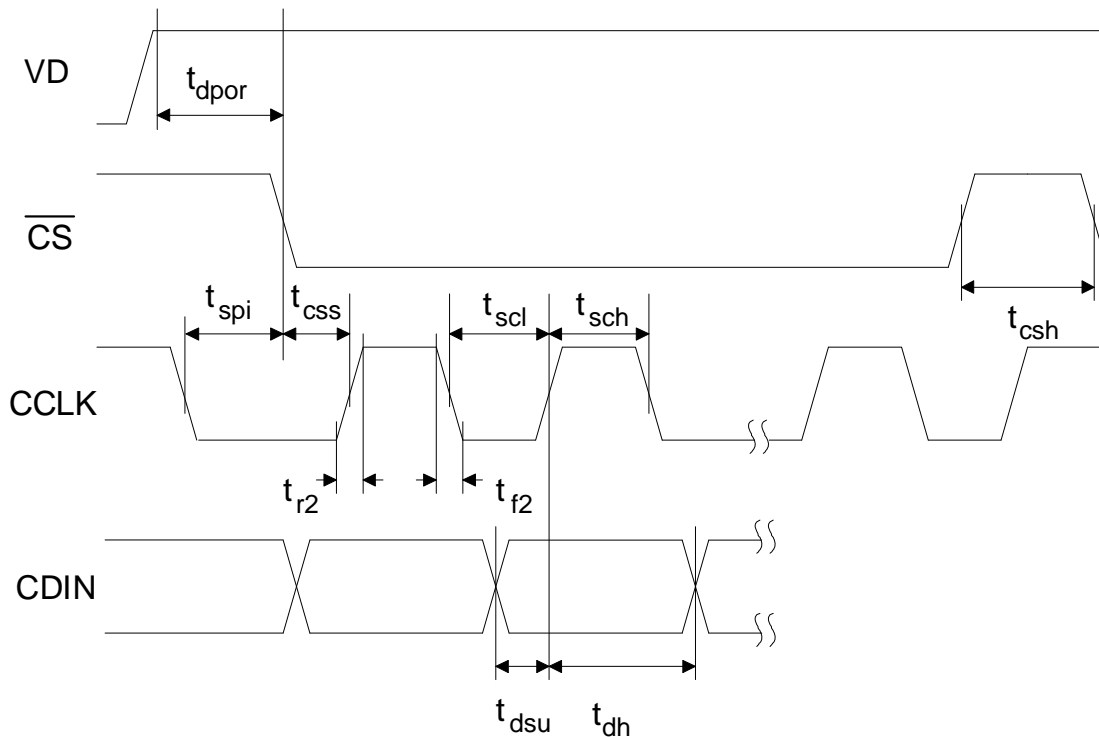 VD
t_dpor
CS
t_spi
t_css
t_scl
t_sch
t_csh
CCLK
t_r2
t_f2
CDIN
t_dsu
t_dh